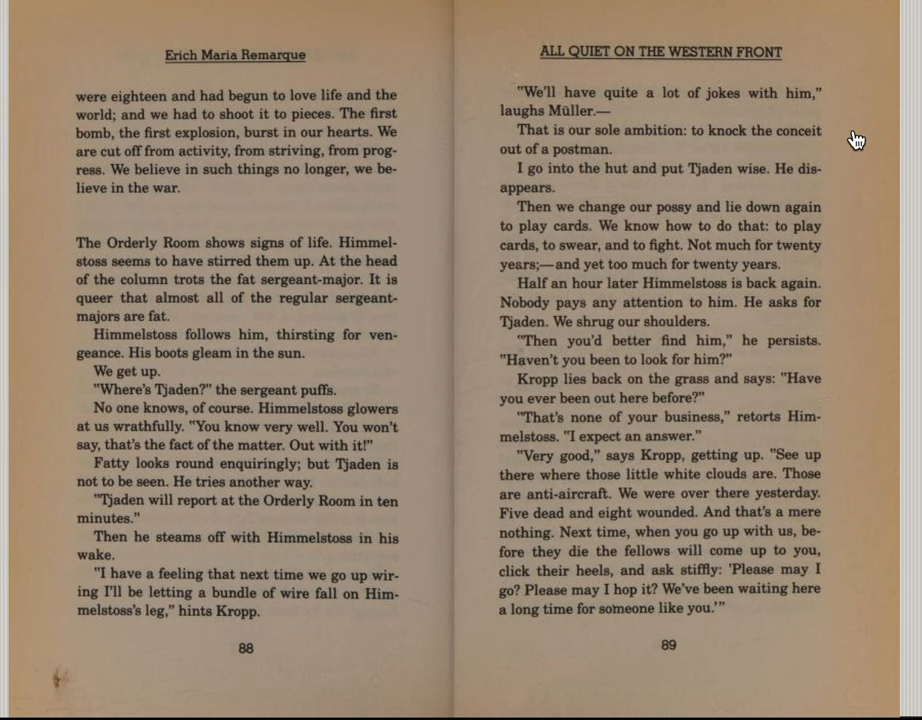 Erich Maria Remarque
were eighteen and had begun to love life and the
world; and we had to shoot it to pieces. The first
bomb, the first explosion, burst in our hearts. We
are cut off from activity, from striving, from prog-
ress. We believe in such things no longer, we be-
lieve in the war.
The Orderly Room shows signs of life. Himmel-
stoss seems to have stirred them up. At the head
of the column trots the fat sergeant-major. It is
queer that almost all of the regular sergeant-
majors are fat.
Himmelstoss follows him, thirsting for ven-
geance. His boots gleam in the sun.
We get up.
"Where's Tjaden?" the sergeant puffs.
No one knows, of course. Himmelstoss glowers
at us wrathfully. "You know very well. You won't
say, that's the fact of the matter. Out with it!"
Fatty looks round enquiringly; but Tjaden is
not to be seen. He tries another way.
"Tjaden will report at the Orderly Room in ten
minutes."
Then he steams off with Himmelstoss in his
wake.
"I have a feeling that next time we go up wir-
ing I'll be letting a bundle of wire fall on Him-
melstoss's leg," hints Kropp.
88
ALL QUIET ON THE WESTERN FRONT
"We'll have quite a lot of jokes with him,"
laughs Müller.—
That is our sole ambition: to knock the conceit
out of a postman.
I go into the hut and put Tjaden wise. He dis-
appears.
Then we change our possy and lie down again
to play cards. We know how to do that: to play
cards, to swear, and to fight. Not much for twenty
years;—and yet too much for twenty years.
Half an hour later Himmelstoss is back again.
Nobody pays any attention to him. He asks for
Tjaden. We shrug our shoulders.
"Then you'd better find him," he persists.
"Haven't you been to look for him?"
Kropp lies back on the grass and says: "Have
you ever been out here before?"
"That's none of your business," retorts Him-
melstoss. "I expect an answer."
"Very good," says Kropp, getting up. "See up
there where those little white clouds are. Those
are anti-aircraft. We were over there yesterday.
Five dead and eight wounded. And that's a mere
nothing. Next time, when you go up with us, be-
fore they die the fellows will come up to you,
click their heels, and ask stiffly: 'Please may I
go? Please may I hop it? We've been waiting here
a long time for someone like you.'"
89